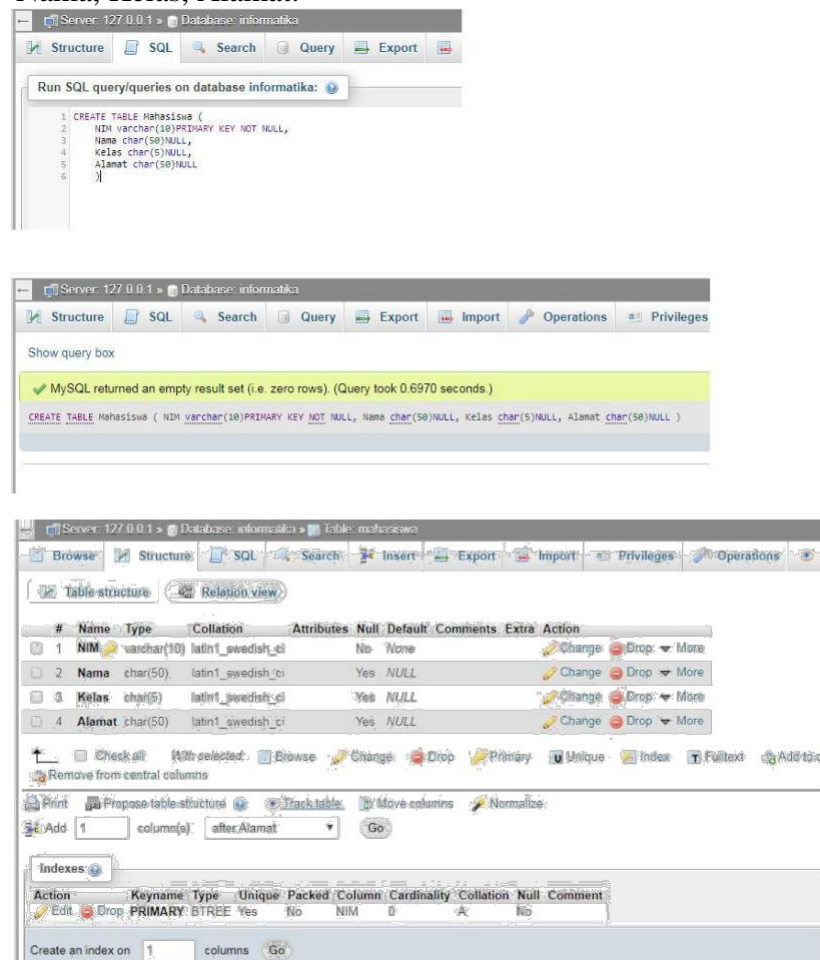 Nama, Kelas, Alamat.
Server: 127.0.0.1 » Database: informatika
Structure SQL Search Query Export
Run SQL query/queries on database informatika:
1 CREATE TABLE Mahasiswa (
2 NIM varchar(10)PRIMARY KEY NOT NULL,
3 Nama char(50)NULL,
4 Kelas char(5)NULL,
5 Alamat char(50)NULL
6 )
Server: 127.0.0.1 » Database: informatika
Structure SQL Search Query Export Import Operations Privileges
Show query box
MySQL returned an empty result set (i.e. zero rows). (Query took 0.6970 seconds.)
CREATE TABLE Mahasiswa ( NIM varchar(10)PRIMARY KEY NOT NULL, Nama char(50)NULL, Kelas char(5)NULL, Alamat char(50)NULL )
Server: 127.0.0.1 » Database: informatika » Table: mahasiswa
Browse Structure SQL Search Insert Export Import Privileges Operations
Table structure Relation view
# Name Type Collation Attributes Null Default Comments Extra Action
1 NIM varchar(10) latin1_swedish_ci No None Change Drop More
2 Nama char(50) latin1_swedish_ci Yes NULL Change Drop More
3 Kelas char(5) latin1_swedish_ci Yes NULL Change Drop More
4 Alamat char(50) latin1_swedish_ci Yes NULL Change Drop More
Check all With selected: Browse Change Drop Primary Unique Index Fulltext Add to c
Remove from central columns
Print Propose table structure Track table Move columns Normalize
Add 1 column(s) after Alamat Go
Indexes
Action Keyname Type Unique Packed Column Cardinality Collation Null Comment
Edit Drop PRIMARY BTREE Yes No NIM 0 A No
Create an index on 1 columns Go